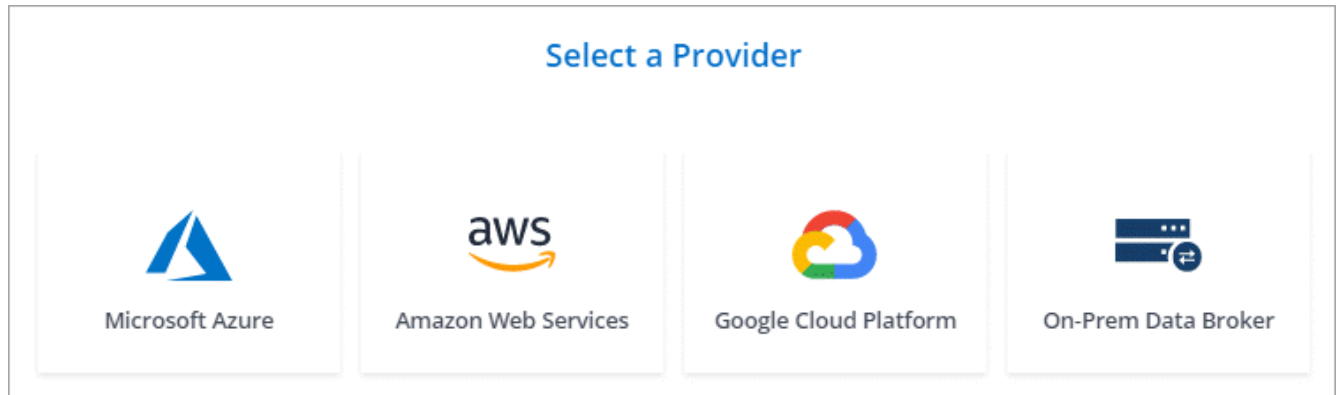 Select a Provider
aws
Microsoft Azure
Amazon Web Services
Google Cloud Platform
On-Prem Data Broker